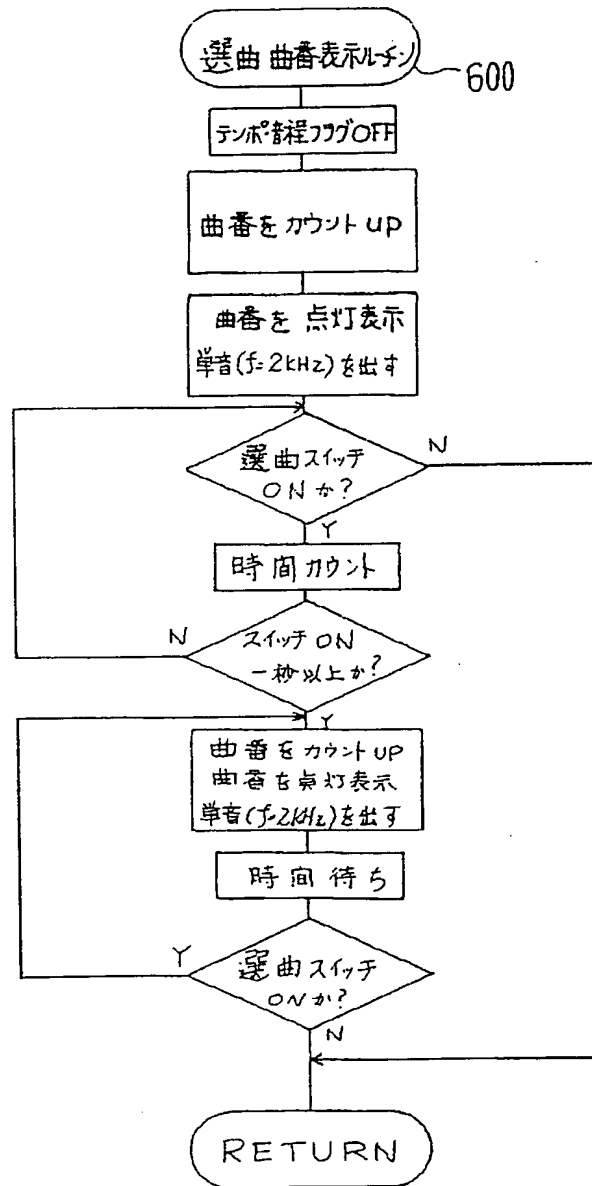 選曲 曲番表示ルーチン
600
テンポ音程フラグOFF
曲番をカウントUP
曲番を点灯表示
単音(f=2kHz)を出す
選曲スイッチ
ONか?
N
Y
時間カウント
スイッチON
一秒以上か?
N
Y
曲番をカウントUP
曲番を点灯表示
単音(f=2kHz)を出す
時間待ち
選曲スイッチ
ONか?
Y
N
RETURN